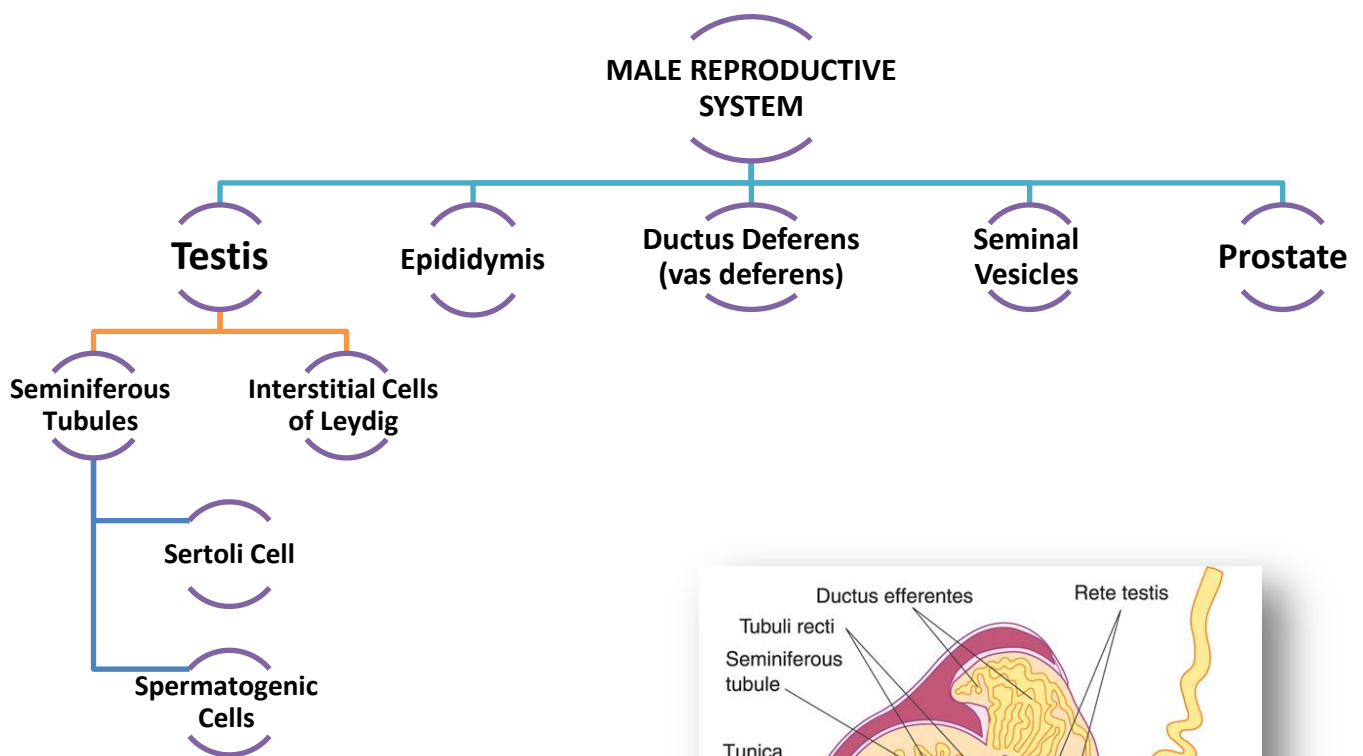 MALE REPRODUCTIVE
SYSTEM
Testis
Epididymis
Ductus Deferens
(vas deferens)
Seminal
Vesicles
Prostate
Seminiferous
Tubules
Interstitial Cells
of Leydig
Sertoli Cell
Spermatogenic
Cells
Ductus efferentes
Rete testis
Tubuli recti
Seminiferous
tubule
Tunica